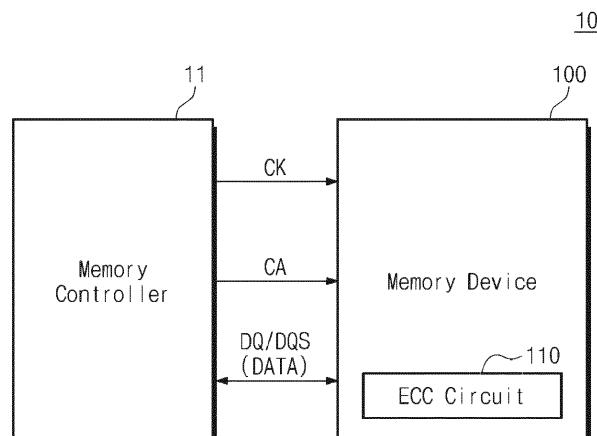 10
11
100
CK
CA
Memory
Controller
Memory Device
DQ/DQS
(DATA)
110
ECC Circuit